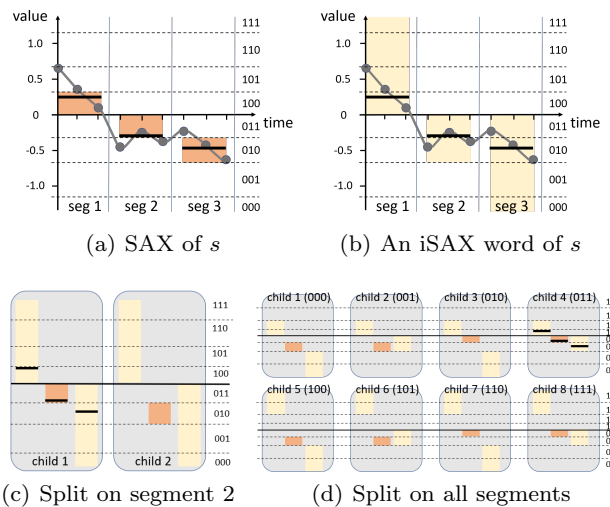 value
1.0
0.5
0
-0.5
-1.0
time
seg 1
seg 2
seg 3
111
110
101
100
011
010
001
000
(a) SAX of s
value
1.0
0.5
0
-0.5
-1.0
time
seg 1
seg 2
seg 3
111
110
101
100
011
010
001
000
(b) An iSAX word of s
111
110
101
100
011
010
001
000
child 1
child 2
(c) Split on segment 2
child 1 (000)
child 2 (001)
child 3 (010)
child 4 (011)
child 5 (100)
child 6 (101)
child 7 (110)
child 8 (111)
(d) Split on all segments